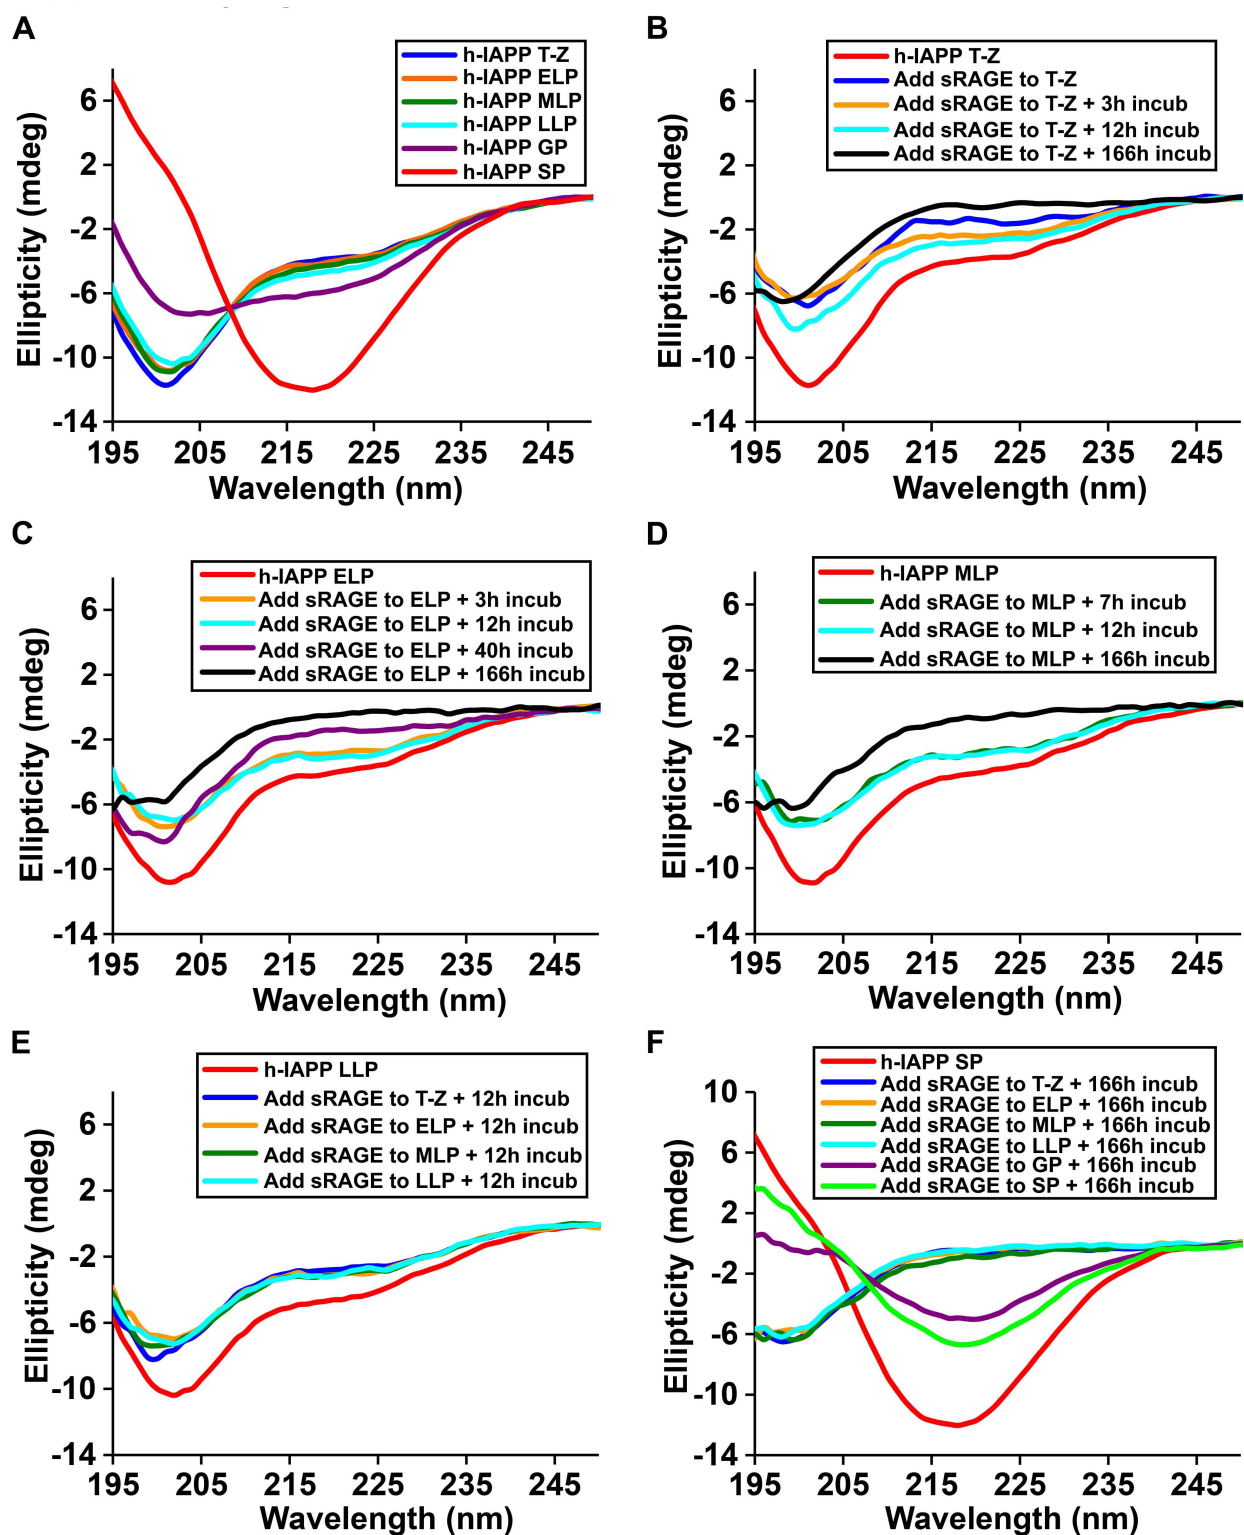 A
h-IAPP T-Z
h-IAPP ELP
h-IAPP MLP
h-IAPP LLP
h-IAPP GP
h-IAPP SP
6
2
-2
-6
-10
-14
Ellipticity (mdeg)
195 205 215 225 235 245
Wavelength (nm)
B
h-IAPP T-Z
Add sRAGE to T-Z
Add sRAGE to T-Z + 3h incub
Add sRAGE to T-Z + 12h incub
Add sRAGE to T-Z + 166h incub
6
2
-2
-6
-10
-14
Ellipticity (mdeg)
195 205 215 225 235 245
Wavelength (nm)
C
h-IAPP ELP
Add sRAGE to ELP + 3h incub
Add sRAGE to ELP + 12h incub
Add sRAGE to ELP + 40h incub
Add sRAGE to ELP + 166h incub
6
2
-2
-6
-10
-14
Ellipticity (mdeg)
195 205 215 225 235 245
Wavelength (nm)
D
h-IAPP MLP
Add sRAGE to MLP + 7h incub
Add sRAGE to MLP + 12h incub
Add sRAGE to MLP + 166h incub
6
2
-2
-6
-10
-14
Ellipticity (mdeg)
195 205 215 225 235 245
Wavelength (nm)
E
h-IAPP LLP
Add sRAGE to T-Z + 12h incub
Add sRAGE to ELP + 12h incub
Add sRAGE to MLP + 12h incub
Add sRAGE to LLP + 12h incub
6
2
-2
-6
-10
-14
Ellipticity (mdeg)
195 205 215 225 235 245
Wavelength (nm)
F
h-IAPP SP
Add sRAGE to T-Z + 166h incub
Add sRAGE to ELP + 166h incub
Add sRAGE to MLP + 166h incub
Add sRAGE to LLP + 166h incub
Add sRAGE to GP + 166h incub
Add sRAGE to SP + 166h incub
10
6
2
-2
-6
-10
-14
Ellipticity (mdeg)
195 205 215 225 235 245
Wavelength (nm)